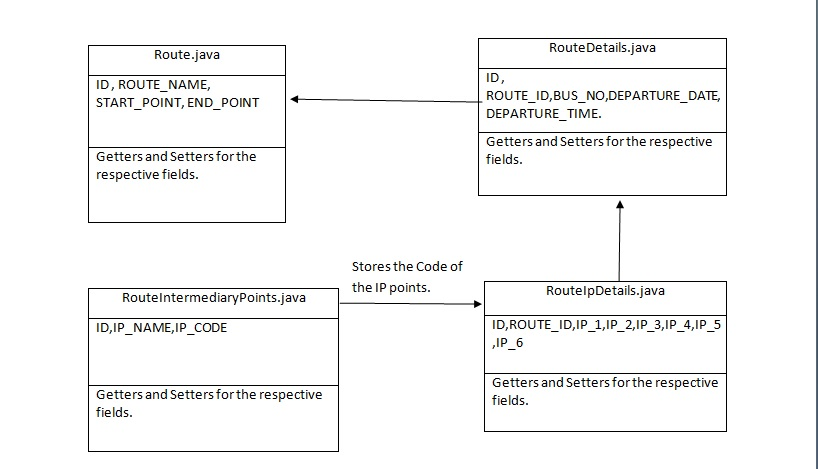 Route.java
ID, ROUTE_NAME,
START_POINT, END_POINT
Getters and Setters for the
respective fields.
RouteDetails.java
ID,
ROUTE_ID,BUS_NO,DEPARTURE_DATE,
DEPARTURE_TIME.
Getters and Setters for the respective
fields.
Stores the Code of
the IP points.
RouteIntermediaryPoints.java
ID,IP_NAME,IP_CODE
Getters and Setters for the respective
fields.
RouteIpDetails.java
ID,ROUTE_ID,IP_1,IP_2,IP_3,IP_4,IP_5
,IP_6
Getters and Setters for the respective
fields.